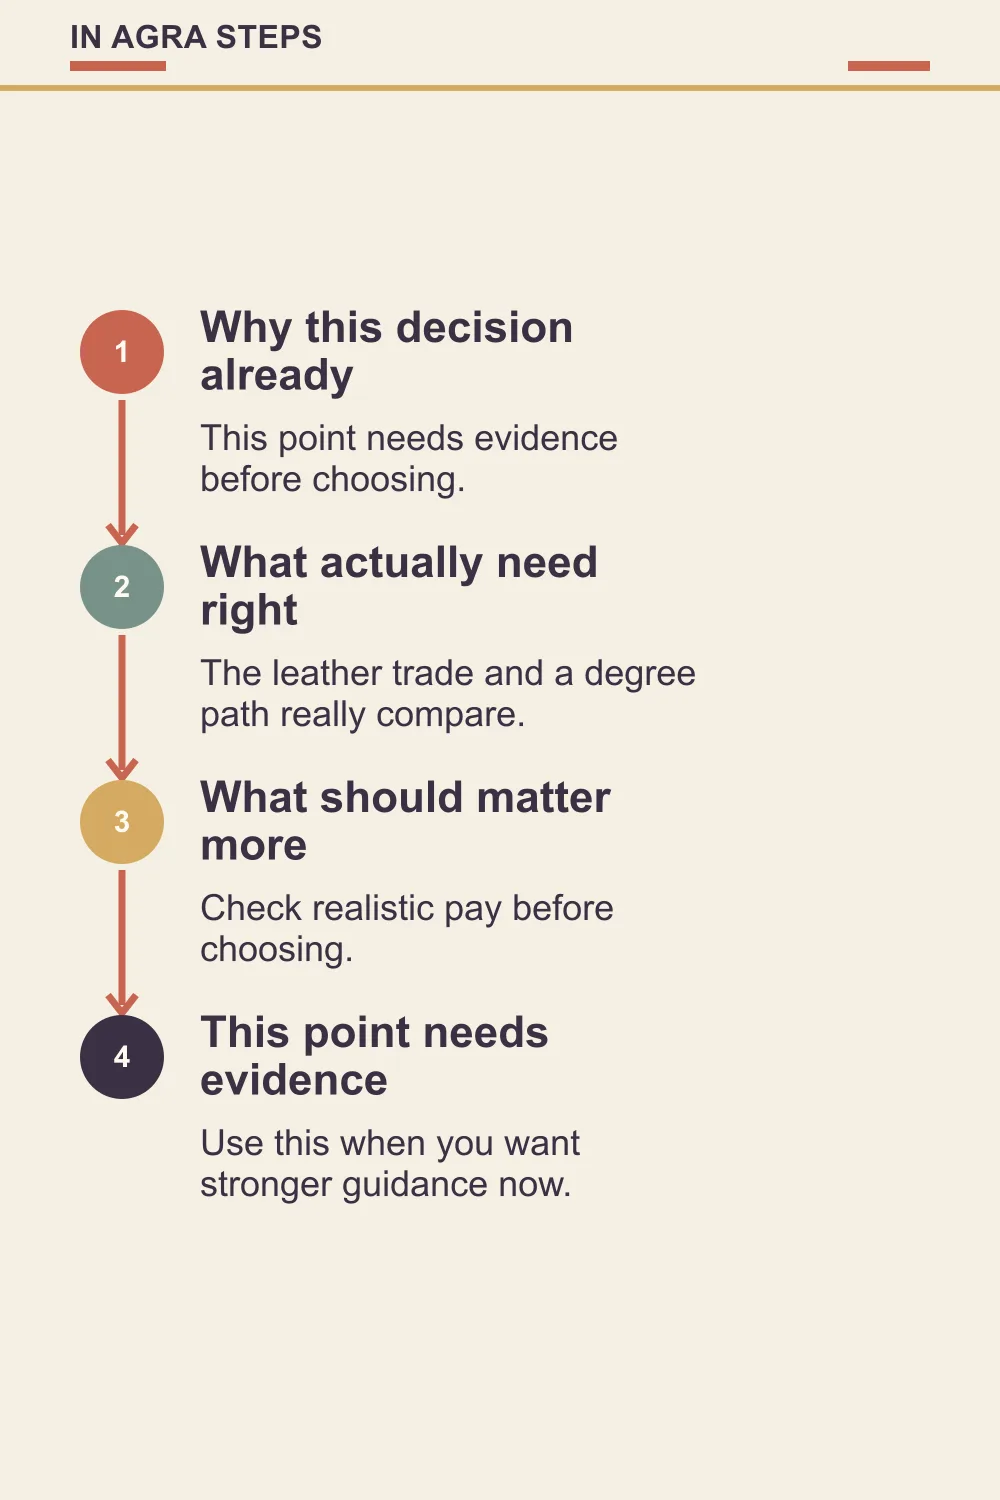 IN AGRA STEPS
1
Why this decision
already
This point needs evidence
before choosing.
2
What actually need
right
The leather trade and a degree
path really compare.
3
What should matter
more
Check realistic pay before
choosing.
4
This point needs
evidence
Use this when you want
stronger guidance now.